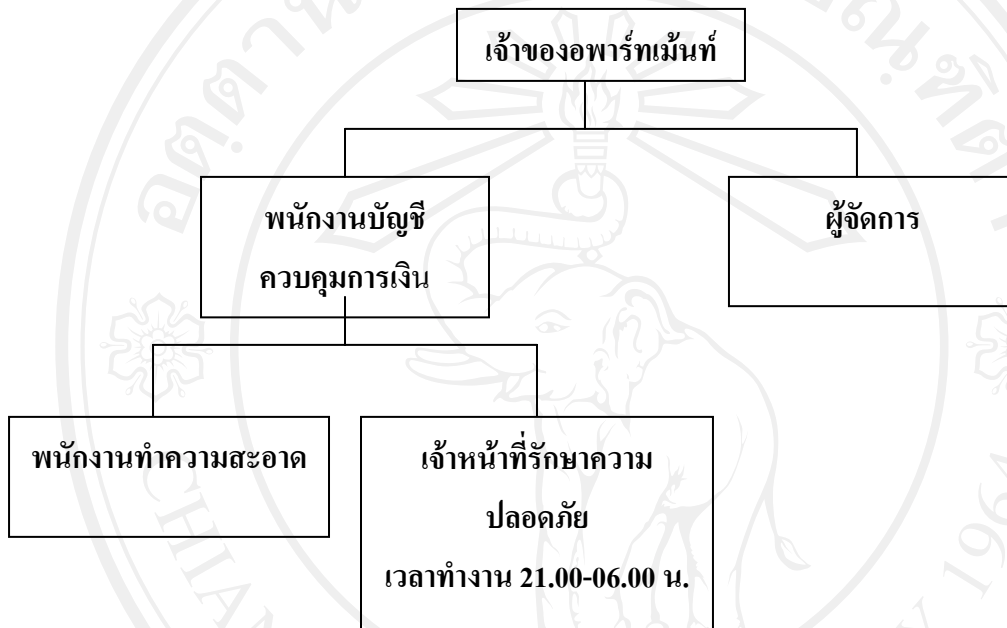 เจ้าของอพาร์ทเม้นท์
พนักงานบัญชี
ควบคุมการเงิน
ผู้จัดการ
พนักงานทำความสะอาด
เจ้าหน้าที่รักษาความ
ปลอดภัย
เวลาทำงาน 21.00-06.00 น.
1964